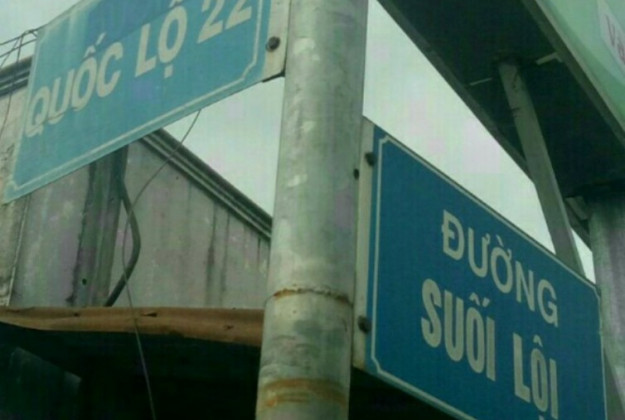 QUỐC LỘ 22
ĐƯỜNG
SUỐI LỘI